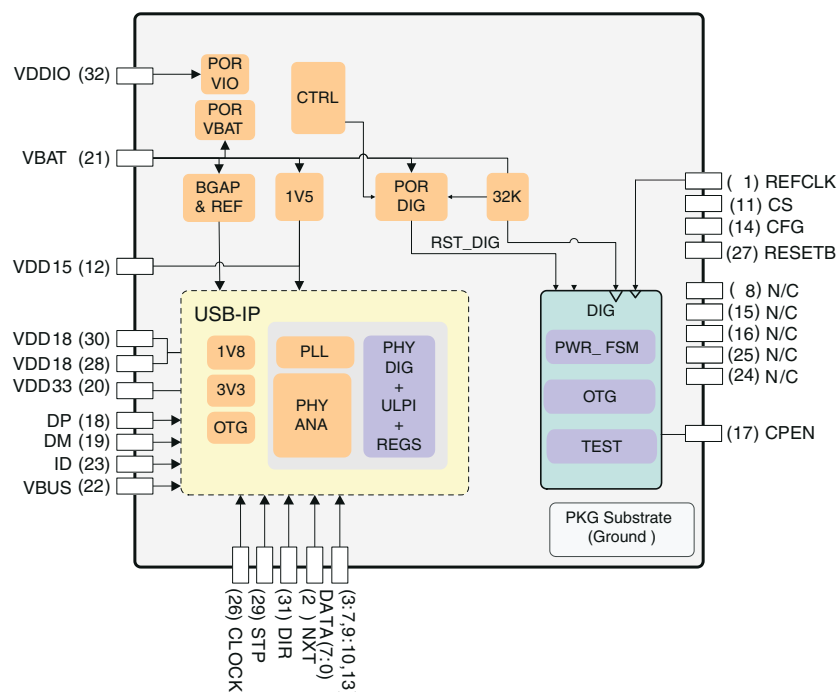 VDDIO (32)
POR
VIO
CTRL
POR
VBAT
VBAT (21)
BGAP
& REF
1V5
POR
DIG
32K
( 1) REFCLK
(11) CS
(14) CFG
(27) RESETB
RST_DIG
VDD15 (12)
( 8) N/C
(15) N/C
(16) N/C
(25) N/C
(24) N/C
USB-IP
DIG
VDD18 (30)
VDD18 (28)
VDD33 (20)
1V8
3V3
OTG
PLL
PHY
ANA
PHY
DIG
+
ULPI
+
REGS
PWR_ FSM
OTG
TEST
DP (18)
DM (19)
ID (23)
VBUS (22)
(17) CPEN
PKG Substrate
(Ground )
(26) CLOCK
(29) STP
(31) DIR
(2 ) NXT
DATA(7:0)
(3:7,9:10,13